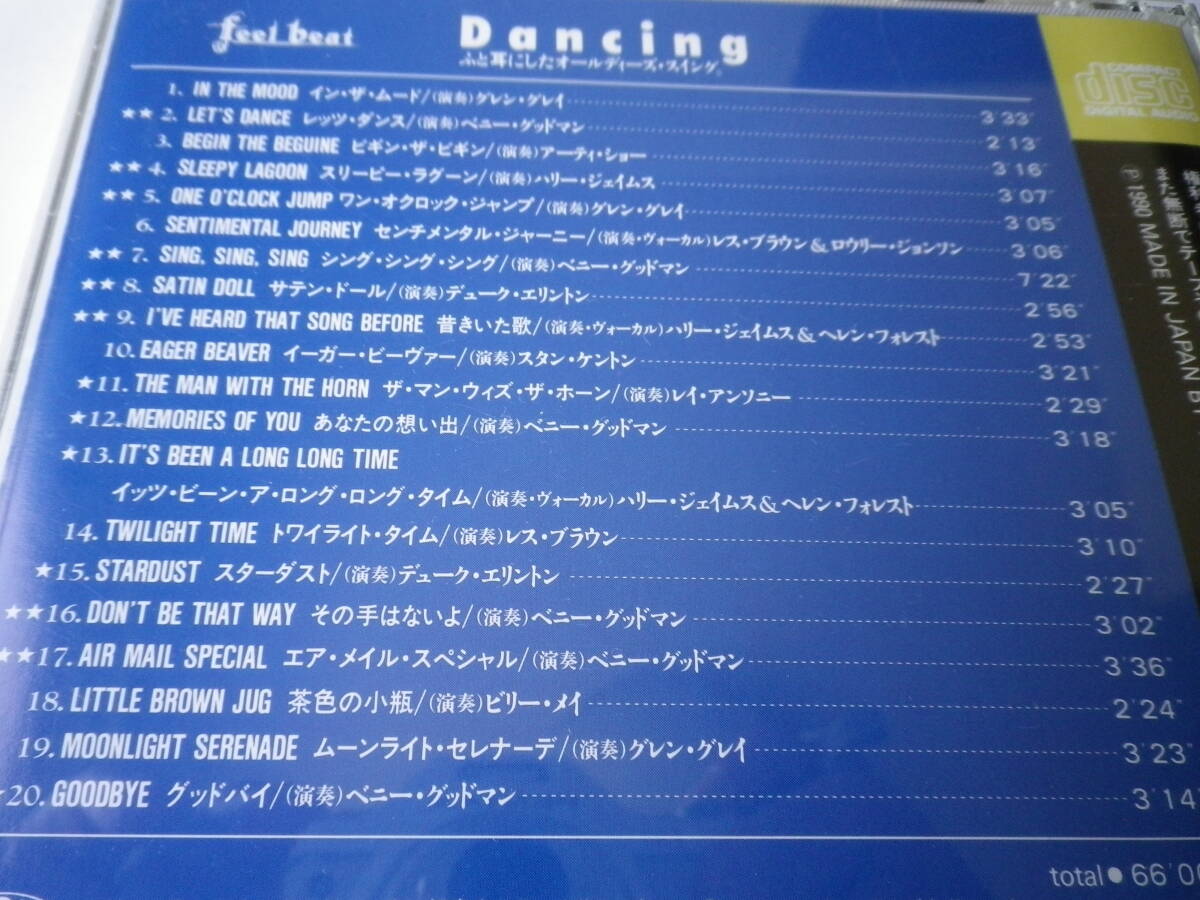 feel beat
Dancing
ふと耳にしたオールディーズ・スイング。
COMPACT
disc
DIGITAL AUDIO
1. IN THE MOOD イン・ザ・ムード/(演奏)グレン・グレイ 3'33"
★★2. LET'S DANCE レッツ・ダンス/(演奏)ベニー・グッドマン 2'13"
3. BEGIN THE BEGUINE ビギン・ザ・ビギン/(演奏)アーティ・ショー 3'16"
★★4. SLEEPY LAGOON スリーピー・ラグーン/(演奏)ハリー・ジェイムス 3'07"
★★5. ONE O'CLOCK JUMP ワン・オクロック・ジャンプ/(演奏)グレン・グレイ 3'05"
6. SENTIMENTAL JOURNEY センチメンタル・ジャーニー/(演奏・ヴォーカル)レス・ブラウン&ロウリー・ジョンソン 3'06"
★★7. SING, SING, SING シング・シング・シング/(演奏)ベニー・グッドマン 7'22"
★★8. SATIN DOLL サテン・ドール/(演奏)デューク・エリントン 2'56"
★★9. I'VE HEARD THAT SONG BEFORE 昔きいた歌/(演奏・ヴォーカル)ハリー・ジェイムス&ヘレン・フォレスト 2'53"
10. EAGER BEAVER イーガー・ビーヴァー/(演奏)スタン・ケントン 3'21"
★11. THE MAN WITH THE HORN ザ・マン・ウィズ・ザ・ホーン/(演奏)レイ・アンソニー 2'29"
★12. MEMORIES OF YOU あなたの想い出/(演奏)ベニー・グッドマン 3'18"
★13. IT'S BEEN A LONG LONG TIME
イッツ・ビーン・ア・ロング・ロング・タイム/(演奏・ヴォーカル)ハリー・ジェイムス&ヘレン・フォレスト 3'05"
14. TWILIGHT TIME トワイライト・タイム/(演奏)レス・ブラウン 3'10"
★15. STARDUST スターダスト/(演奏)デューク・エリントン 2'27"
★★16. DON'T BE THAT WAY その手はないよ/(演奏)ベニー・グッドマン 3'02"
★★17. AIR MAIL SPECIAL エア・メイル・スペシャル/(演奏)ベニー・グッドマン 3'36"
18. LITTLE BROWN JUG 茶色の小瓶/(演奏)ビリー・メイ 2'24"
19. MOONLIGHT SERENADE ムーンライト・セレナーデ/(演奏)グレン・グレイ 3'23"
★20. GOODBYE グッドバイ/(演奏)ベニー・グッドマン 3'14"
total● 66'0
また無断でテー
Ⓟ 1990 MADE IN JAPAN B